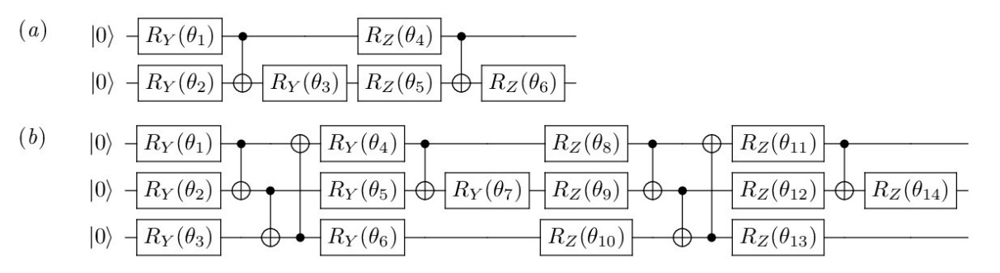 (a) |0⟩ R_Y(θ_1) R_Z(θ_4)
|0⟩ R_Y(θ_2) R_Y(θ_3) R_Z(θ_5) R_Z(θ_6)
(b) |0⟩ R_Y(θ_1) R_Y(θ_4) R_Z(θ_8) R_Z(θ_11)
|0⟩ R_Y(θ_2) R_Y(θ_5) R_Y(θ_7) R_Z(θ_9) R_Z(θ_12) R_Z(θ_14)
|0⟩ R_Y(θ_3) R_Y(θ_6) R_Z(θ_10) R_Z(θ_13)